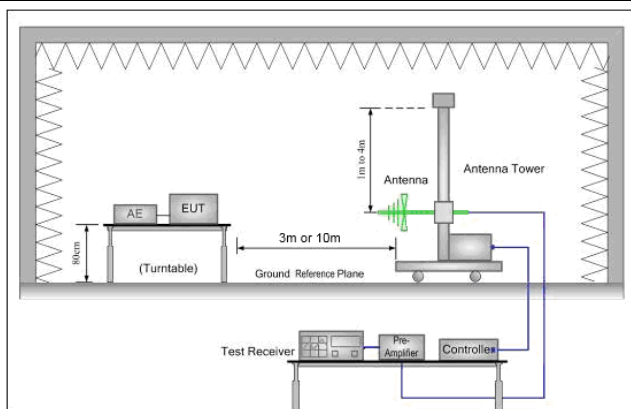 1m to 4m
Antenna Tower
Antenna
AE
EUT
80cm
3m or 10m
(Turntable)
Ground Reference Plane
Test Receiver
Pre-
Amplifier
Controller